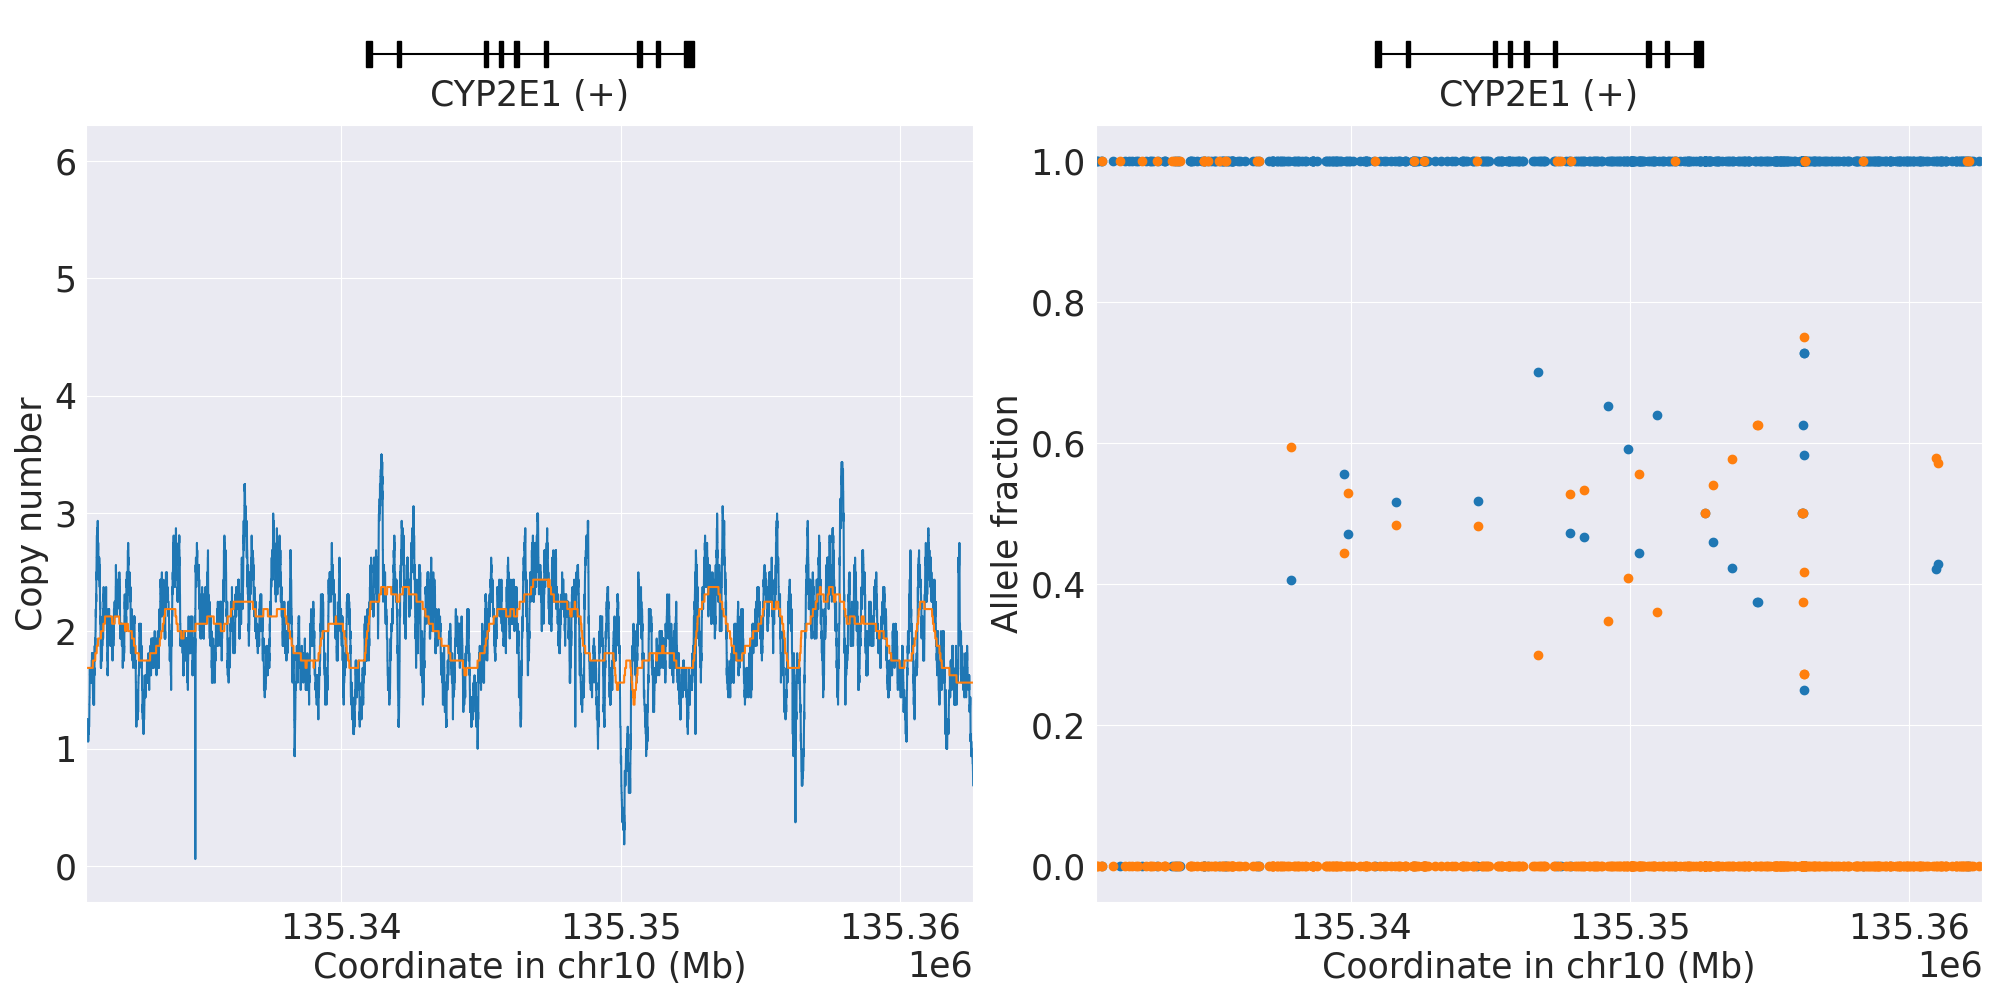 CYP2E1 (+)
6
5
4
3
2
1
0
Copy number
135.34 135.35 135.36
Coordinate in chr10 (Mb)
1e6
CYP2E1 (+)
1.0
0.8
0.6
0.4
0.2
0.0
Allele fraction
135.34 135.35 135.36
Coordinate in chr10 (Mb)
1e6